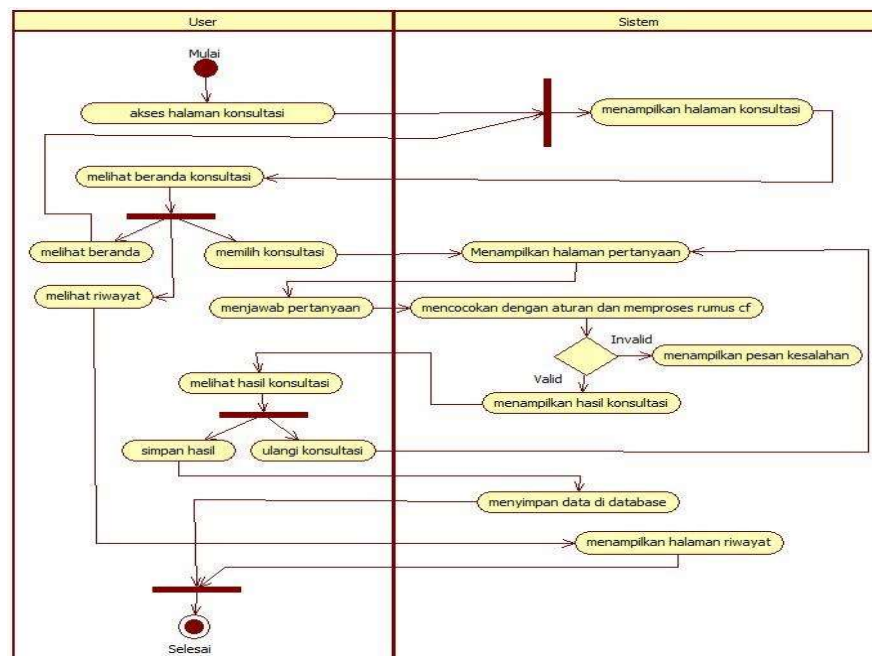 User
Sistem
Mulai
akses halaman konsultasi
menampilkan halaman konsultasi
melihat beranda konsultasi
melihat beranda
memilih konsultasi
Menampilkan halaman pertanyaan
melihat riwayat
menjawab pertanyaan
mencocokan dengan aturan dan memproses rumus cf
Invalid
menampilkan pesan kesalahan
Valid
melihat hasil konsultasi
menampilkan hasil konsultasi
simpan hasil
ulangi konsultasi
menyimpan data di database
menampilkan halaman riwayat
Selesai